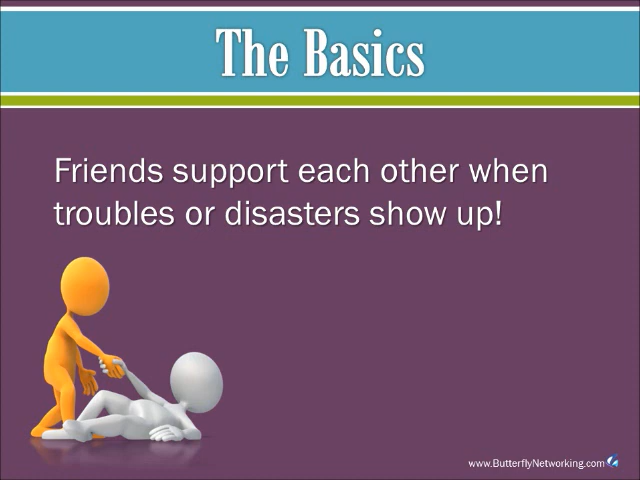 The Basics
Friends support each other when
troubles or disasters show up!
www.ButterflyNetworking.com